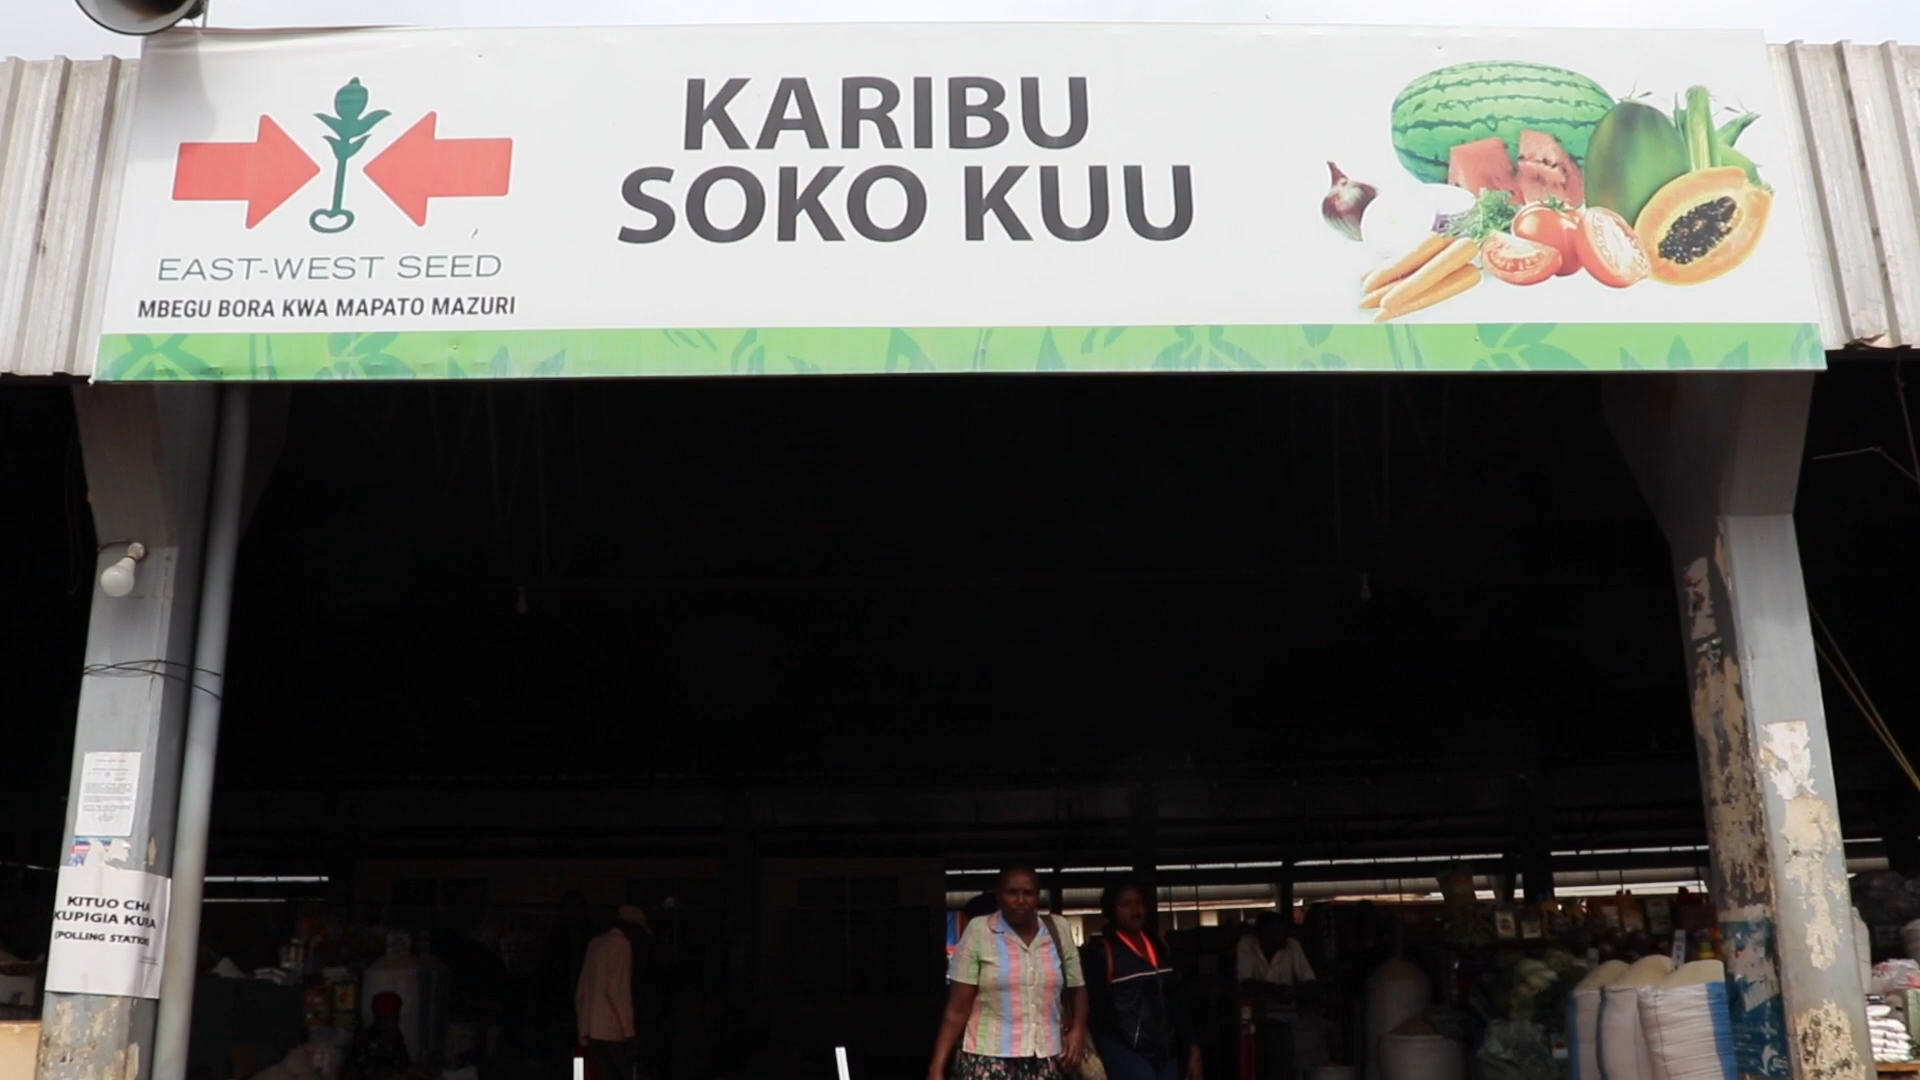 KARIBU
SOKO KUU
EAST-WEST SEED
MBEGU BORA KWA MAPATO MAZURI
KITUO CHA
KUPIGIA KURA
(POLLING STATION)